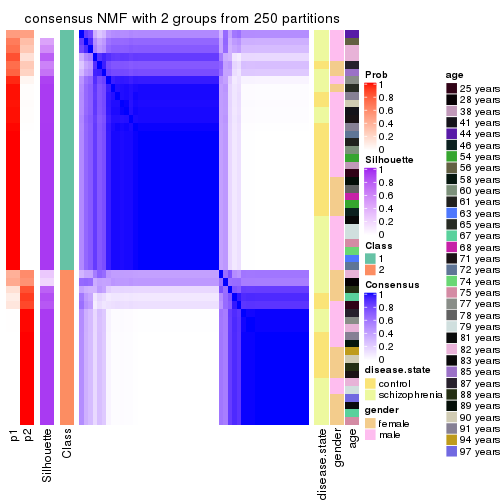 consensus NMF with 2 groups from 250 partitions
p1
p2
Silhouette
Class
disease.state
gender
age
Prob
1
0.8
0.6
0.4
0.2
0
Silhouette
1
0.8
0.6
0.4
0.2
0
Class
1
2
Consensus
1
0.8
0.6
0.4
0.2
0
disease.state
control
schizophrenia
gender
female
male
age
25 years
28 years
38 years
41 years
44 years
46 years
54 years
56 years
58 years
60 years
61 years
63 years
65 years
67 years
68 years
71 years
72 years
74 years
75 years
77 years
78 years
79 years
81 years
82 years
83 years
85 years
87 years
88 years
89 years
90 years
91 years
94 years
97 years